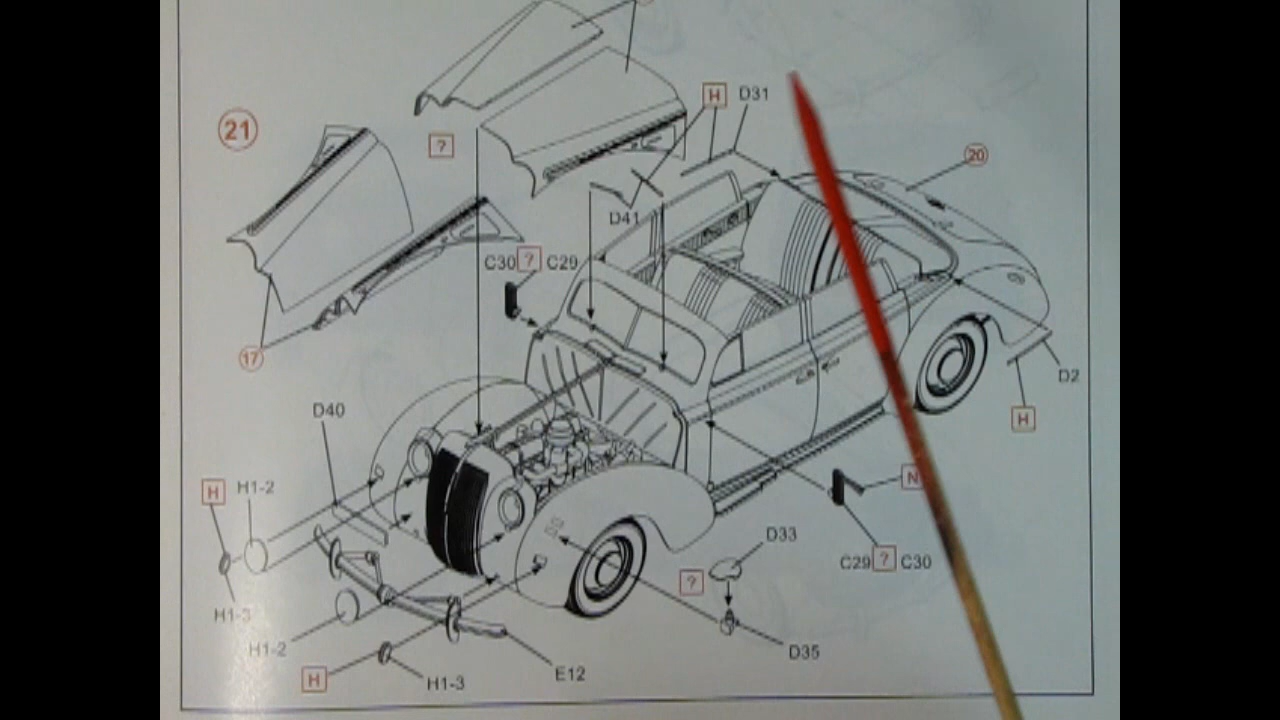 21
?
H D31
20
D41
C30 ? C29
17
D2
H
D40
H H1-2
N
D33
C29 ? C30
?
H1-3
H1-2
D35
H
H1-3
E12